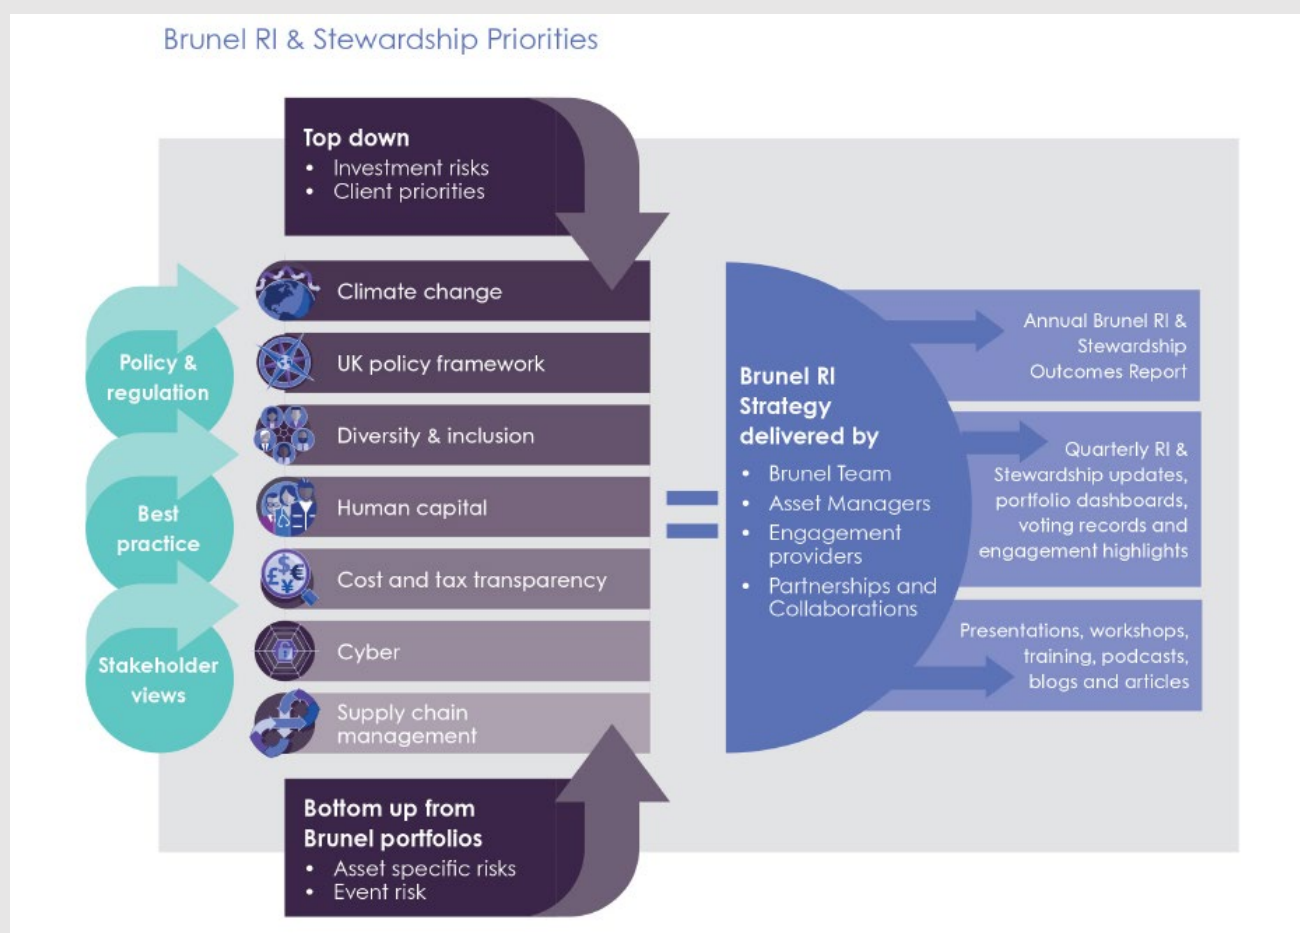 Brunel RI & Stewardship Priorities
Top down
• Investment risks
• Client priorities
Policy &
regulation
Best
practice
Stakeholder
views
Climate change
UK policy framework
Diversity & inclusion
Human capital
£$€¥
Cost and tax transparency
Cyber
Supply chain
management
Bottom up from
Brunel portfolios
• Asset specific risks
• Event risk
=
Brunel RI
Strategy
delivered by
• Brunel Team
• Asset Managers
• Engagement
providers
• Partnerships and
Collaborations
Annual Brunel RI &
Stewardship
Outcomes Report
Quarterly RI &
Stewardship updates,
portfolio dashboards,
voting records and
engagement highlights
Presentations, workshops,
training, podcasts,
blogs and articles